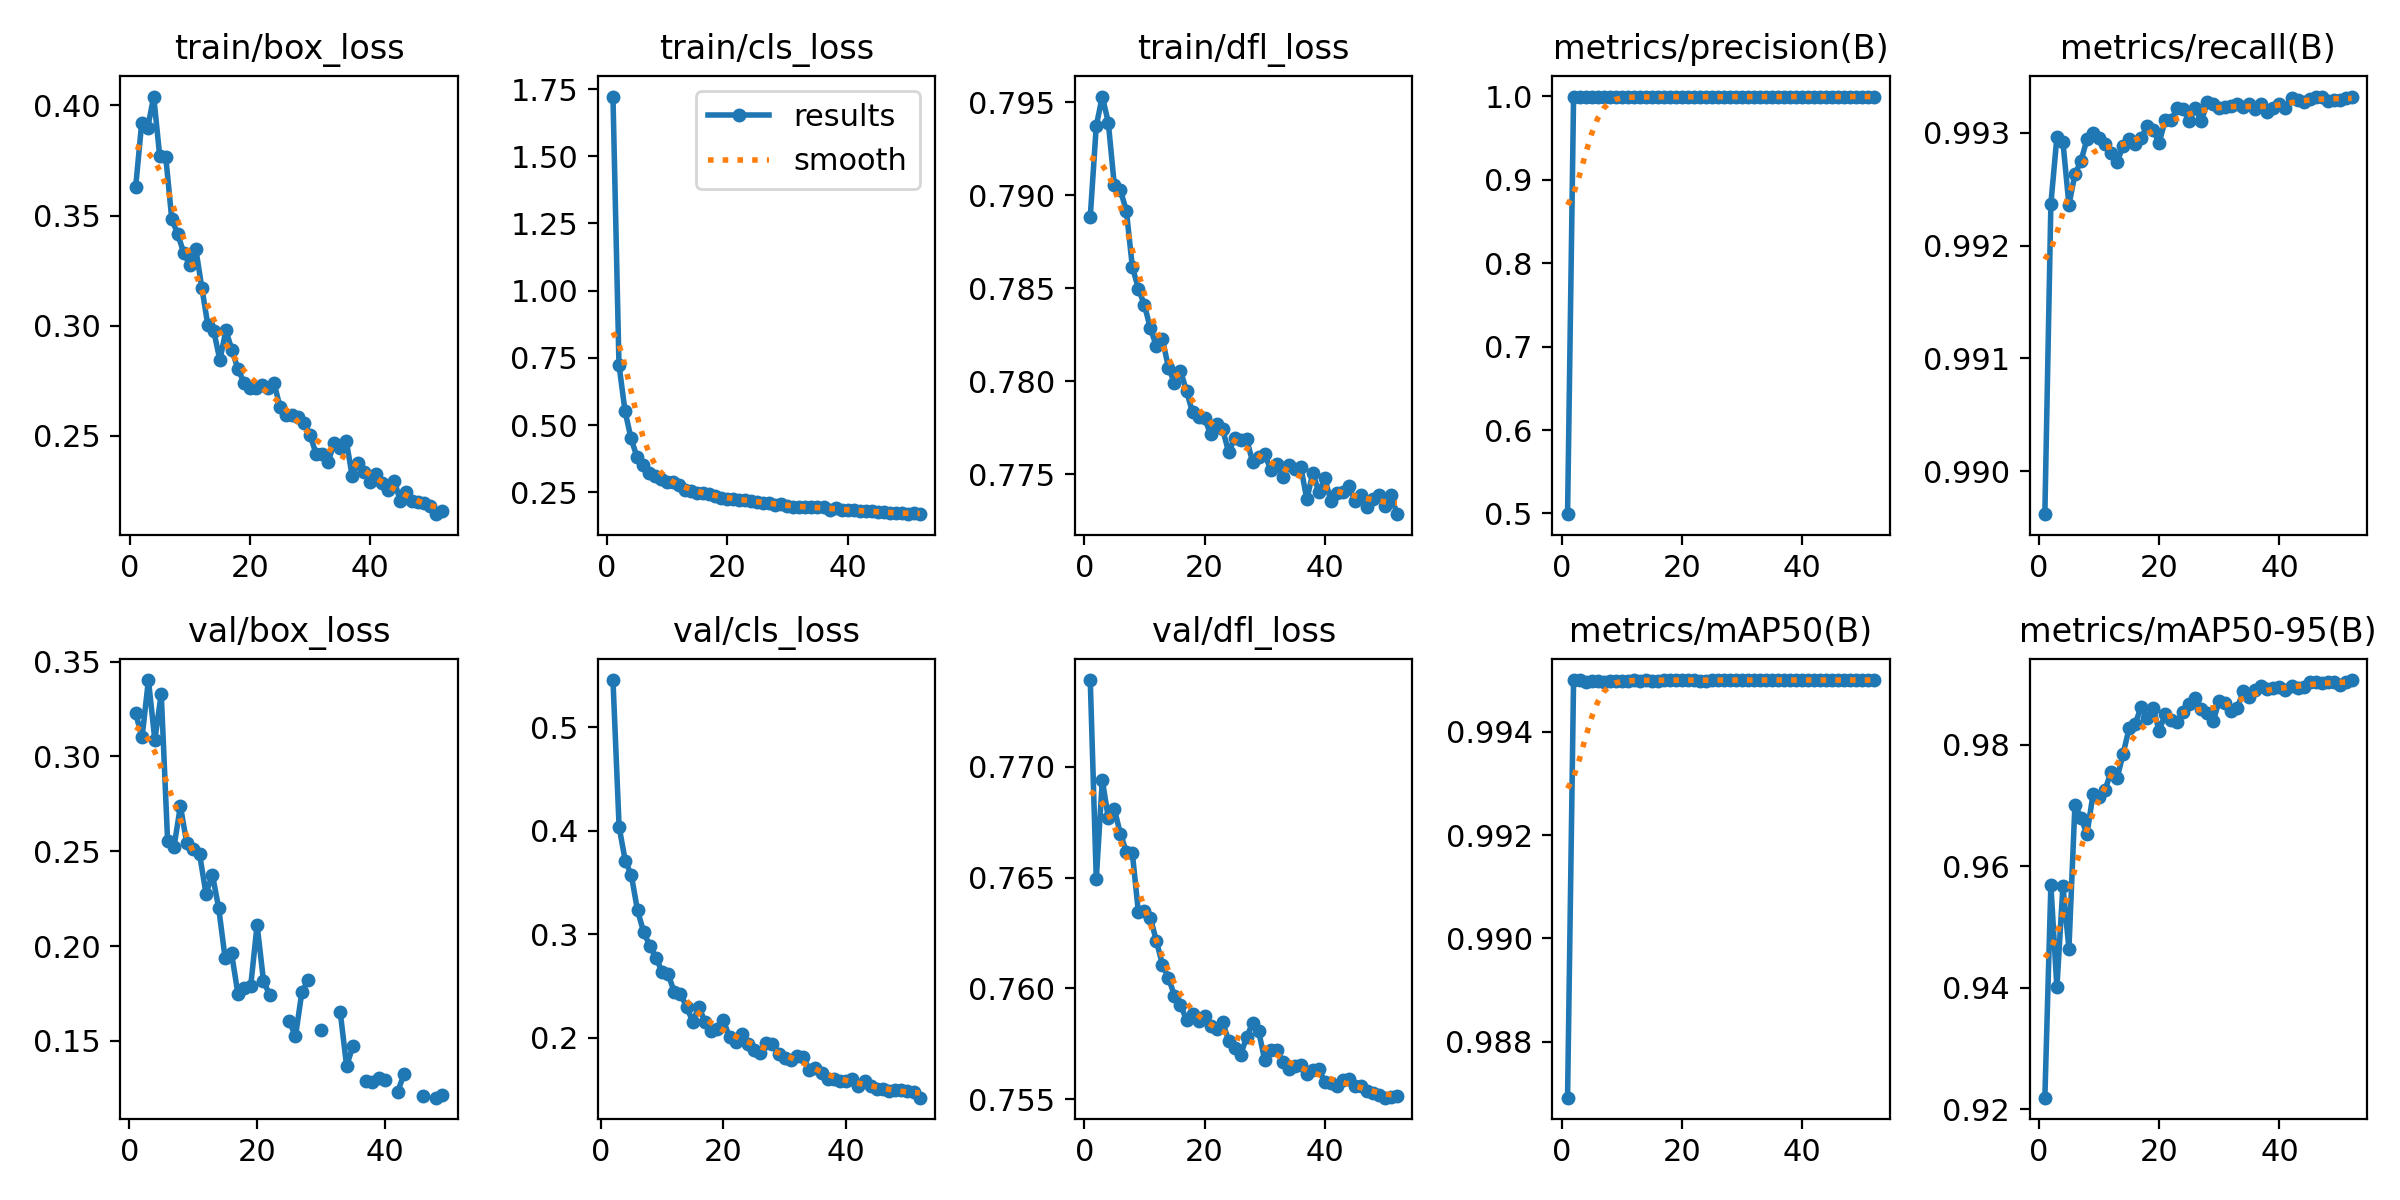 train/box_loss
0.40
0.35
0.30
0.25
0 20 40
train/cls_loss
1.75
1.50
1.25
1.00
0.75
0.50
0.25
results
smooth
0 20 40
train/dfl_loss
0.795
0.790
0.785
0.780
0.775
0 20 40
metrics/precision(B)
1.0
0.9
0.8
0.7
0.6
0.5
0 20 40
metrics/recall(B)
0.993
0.992
0.991
0.990
0 20 40
val/box_loss
0.35
0.30
0.25
0.20
0.15
0 20 40
val/cls_loss
0.5
0.4
0.3
0.2
0 20 40
val/dfl_loss
0.770
0.765
0.760
0.755
0 20 40
metrics/mAP50(B)
0.994
0.992
0.990
0.988
0 20 40
metrics/mAP50-95(B)
0.98
0.96
0.94
0.92
0 20 40